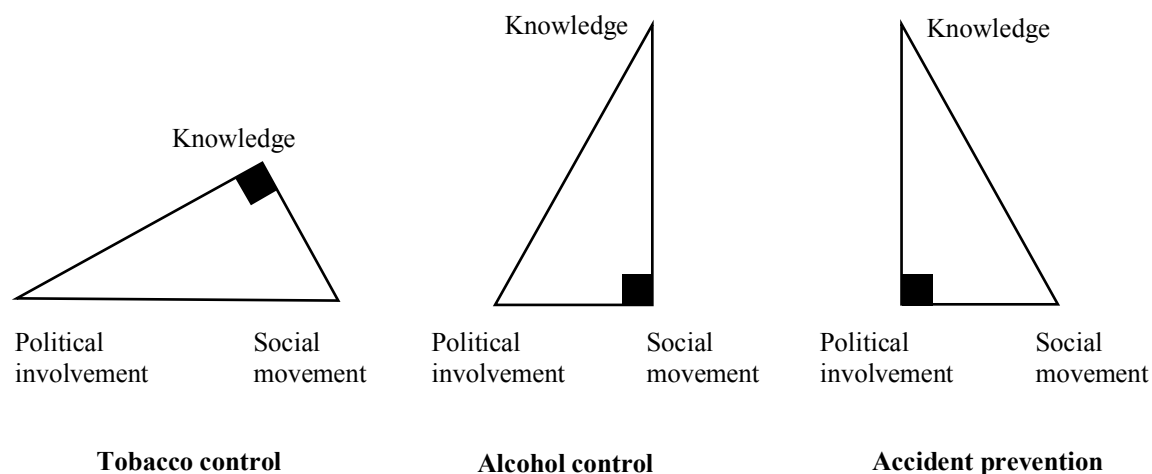 Knowledge
Political
involvement
Social
movement
Tobacco control
Knowledge
Political
involvement
Social
movement
Alcohol control
Knowledge
Political
involvement
Social
movement
Accident prevention